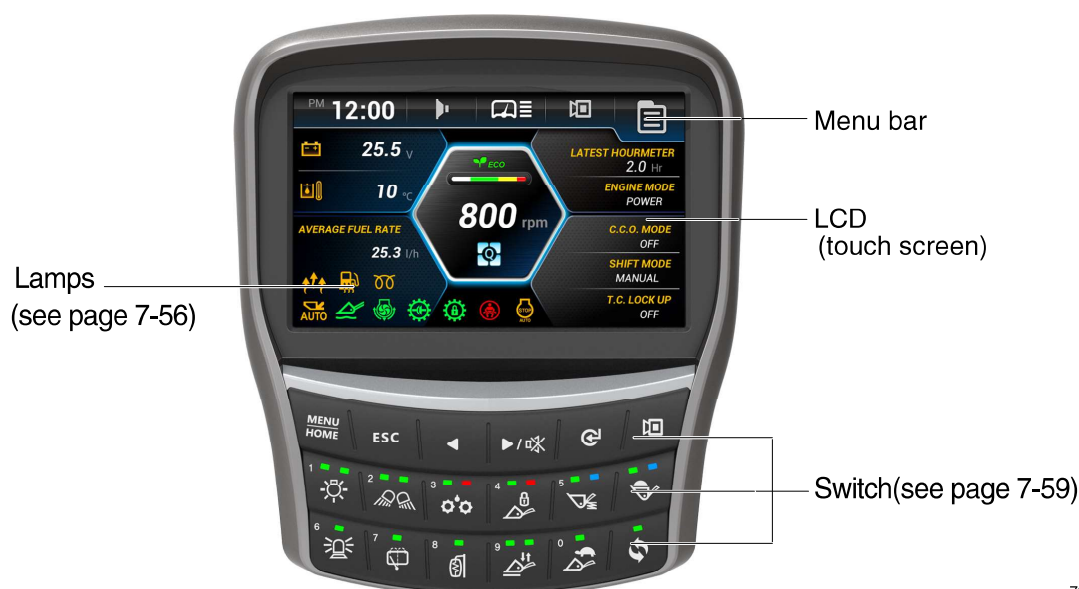 PM 12:00
25.5 V
10 °C
AVERAGE FUEL RATE
25.3 l/h
AUTO
ECO
800 rpm
Q
STOP
AUTO
LATEST HOURMETER
2.0 Hr
ENGINE MODE
POWER
C.C.O. MODE
OFF
SHIFT MODE
MANUAL
T.C. LOCK UP
OFF
Menu bar
LCD
(touch screen)
Lamps
(see page 7-56)
MENU
HOME
ESC
1
2
3
4
5
6
7
8
9
0
Switch(see page 7-59)